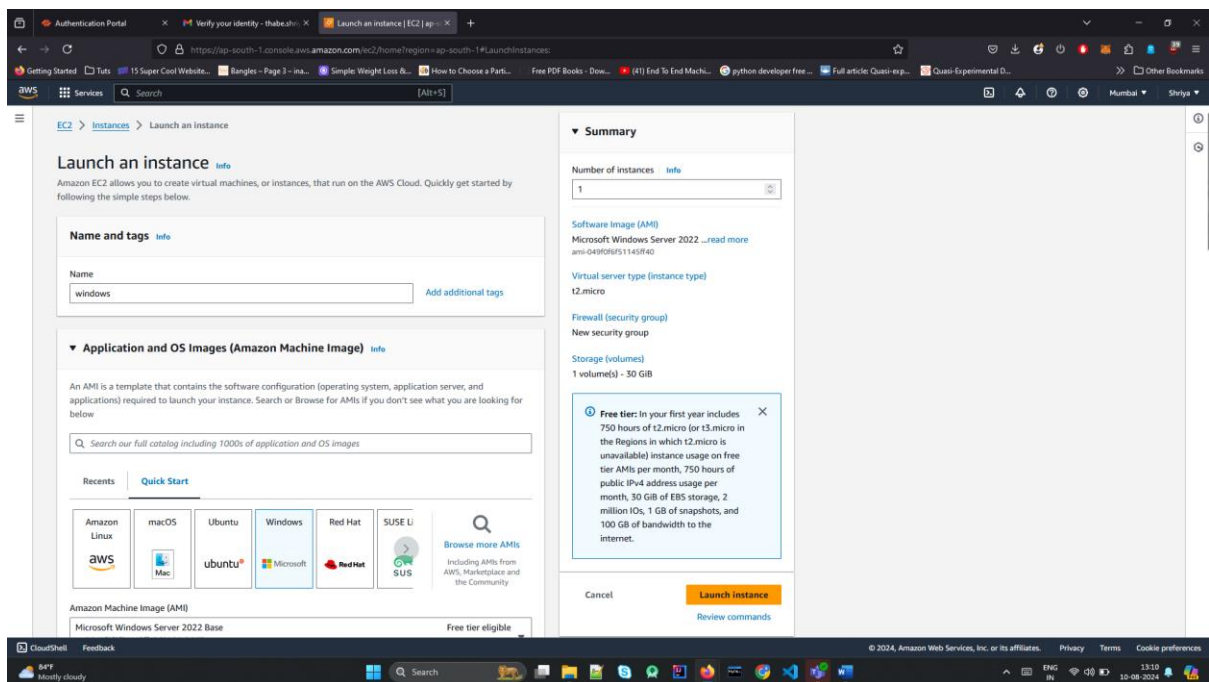 Authentication Portal
Verify your identity - thabe.shri
Launch an instance | EC2 | ap-s
https://ap-south-1.console.aws.amazon.com/ec2/home?region=ap-south-1#LaunchInstances:
Getting Started
Tuts
15 Super Cool Website...
Bangles – Page 3 – ina...
Simple: Weight Loss &...
How to Choose a Parti...
Free PDF Books - Dow...
(41) End To End Machi...
python developer free...
Full article: Quasi-exp...
Quasi-Experimental D...
Other Bookmarks
aws
Services
Search
[Alt+S]
Mumbai
Shriya
EC2 > Instances > Launch an instance
Launch an instance Info
Amazon EC2 allows you to create virtual machines, or instances, that run on the AWS Cloud. Quickly get started by
following the simple steps below.
Name and tags Info
Name
windows
Add additional tags
Application and OS Images (Amazon Machine Image) Info
An AMI is a template that contains the software configuration (operating system, application server, and
applications) required to launch your instance. Search or Browse for AMIs if you don't see what you are looking for
below
Search our full catalog including 1000s of application and OS images
Recents
Quick Start
Amazon
Linux
aws
macOS
Mac
Ubuntu
ubuntu
Windows
Microsoft
Red Hat
Red Hat
SUSE Li
SUS
Browse more AMIs
Including AMIs from
AWS, Marketplace and
the Community
Amazon Machine Image (AMI)
Microsoft Windows Server 2022 Base
Free tier eligible
Summary
Number of instances Info
1
Software Image (AMI)
Microsoft Windows Server 2022 ...read more
ami-049f0f6f51145ff40
Virtual server type (instance type)
t2.micro
Firewall (security group)
New security group
Storage (volumes)
1 volume(s) - 30 GiB
Free tier: In your first year includes
750 hours of t2.micro (or t3.micro in
the Regions in which t2.micro is
unavailable) instance usage on free
tier AMIs per month, 750 hours of
public IPv4 address usage per
month, 30 GiB of EBS storage, 2
million IOs, 1 GB of snapshots, and
100 GB of bandwidth to the
internet.
Cancel
Launch instance
Review commands
CloudShell
Feedback
© 2024, Amazon Web Services, Inc. or its affiliates.
Privacy
Terms
Cookie preferences
84°F
Mostly cloudy
Search
ENG
IN
13:10
10-08-2024